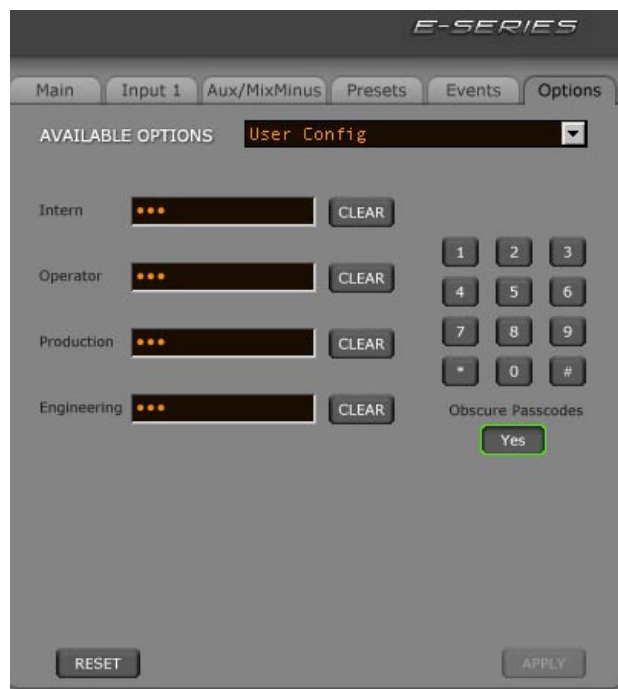 E-SERIES
Main Input 1 Aux/MixMinus Presets Events Options
AVAILABLE OPTIONS User Config
Intern ••• CLEAR
Operator ••• CLEAR
Production ••• CLEAR
Engineering ••• CLEAR
1 2 3
4 5 6
7 8 9
* 0 #
Obscure Passcodes
Yes
RESET APPLY